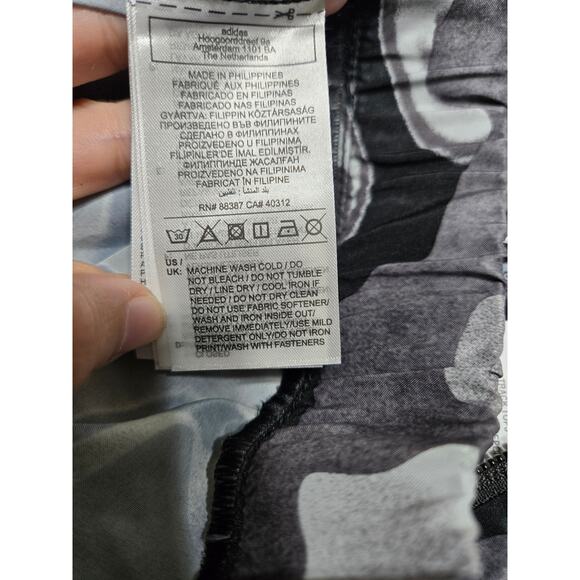 adidas
Hoogoorddreef 9a
Amsterdam 1101 BA
The Netherlands
MADE IN PHILIPPINES
FABRIQUÉ AUX PHILIPPINES
FABRICADO EN FILIPINAS
FABRICADO NAS FILIPINAS
GYÁRTVA: FILIPPIN KÖZTÁRSASÁG
ПРОИЗВЕДЕНО ВЪВ ФИЛИПИНИТЕ
СДЕЛАНО В ФИЛИППИНАХ
PROIZVEDENO U FILIPINIMA
FİLİPİNLER'DE İMAL EDİLMİŞTİR,
ФИЛИППИНДЕ ЖАСАЛҒАН
PROIZVEDENO NA FILIPINIMA
FABRICAT ÎN FILIPINE
بلد المنشأ : الفلبين
RN# 88387 CA# 40312
30
US /
UK: MACHINE WASH COLD / DO
NOT BLEACH / DO NOT TUMBLE
DRY / LINE DRY / COOL IRON IF
NEEDED / DO NOT DRY CLEAN
DO NOT USE FABRIC SOFTENER/
WASH AND IRON INSIDE OUT/
REMOVE IMMEDIATELY/USE MILD
DETERGENT ONLY/DO NOT IRON
PRINT/WASH WITH FASTENERS
CLOSED